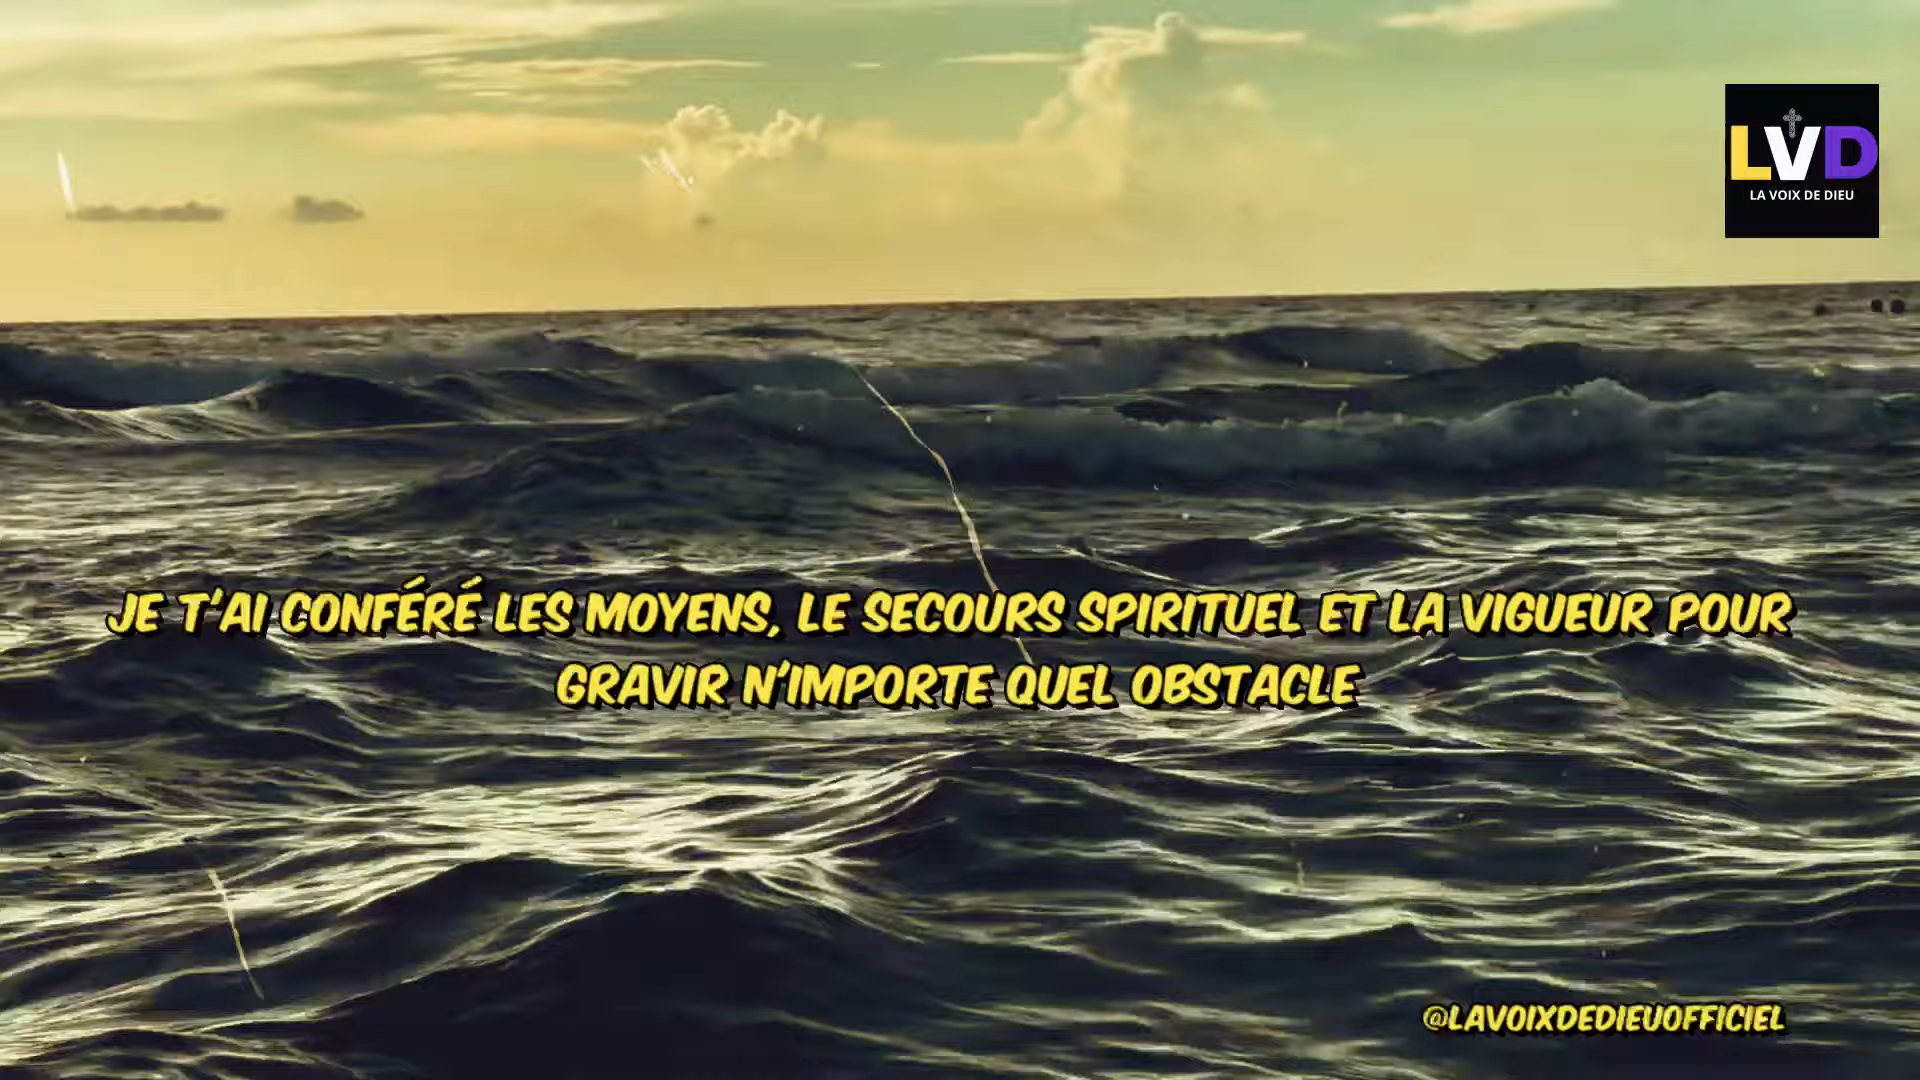 LVD
LA VOIX DE DIEU
JE T'AI CONFÉRÉ LES MOYENS, LE SECOURS SPIRITUEL ET LA VIGUEUR POUR
GRAVIR N'IMPORTE QUEL OBSTACLE
@LAVOIXDEDIEUOFFICIEL